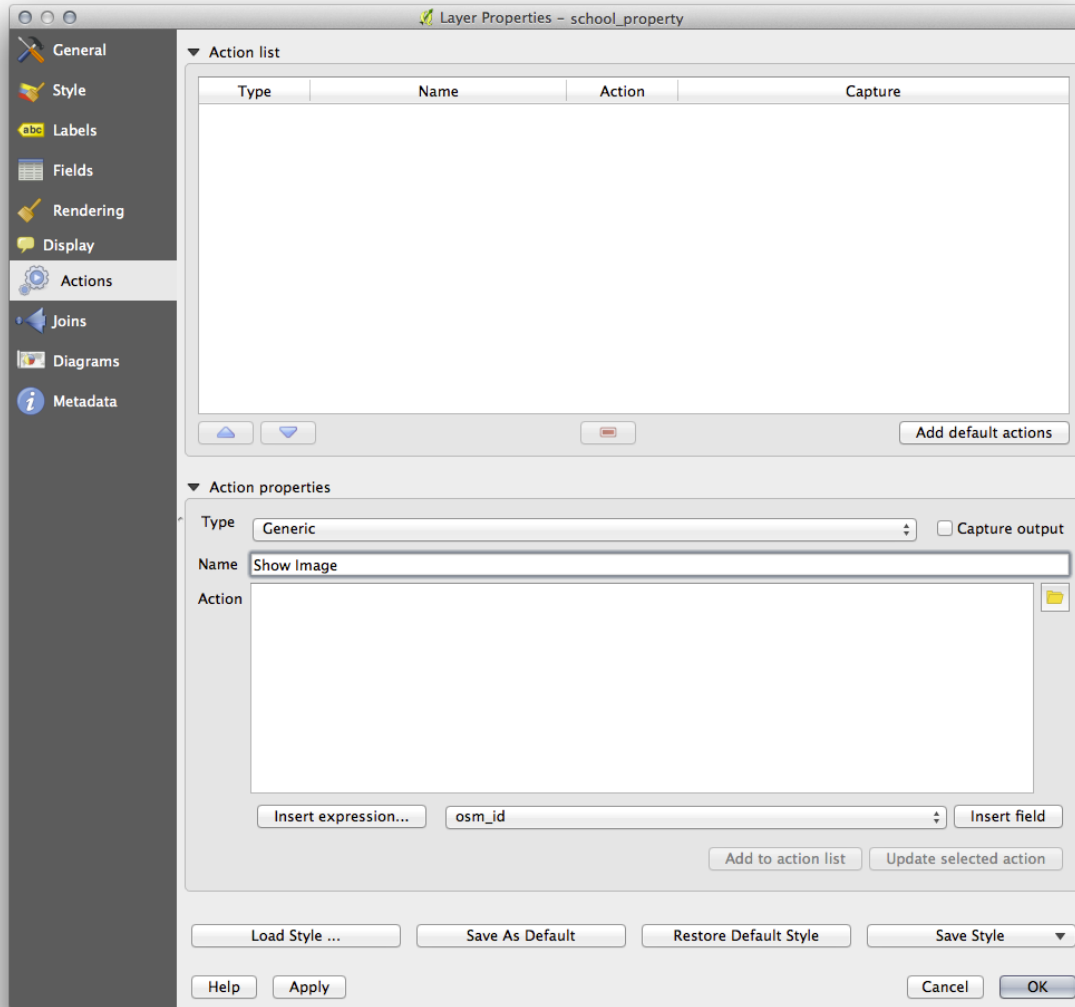 Layer Properties – school_property
General
Style
abc Labels
Fields
Rendering
Display
Actions
Joins
Diagrams
i Metadata
Action list
Type Name Action Capture
Add default actions
Action properties
Type Generic Capture output
Name Show Image
Action
Insert expression... osm_id Insert field
Add to action list Update selected action
Load Style ... Save As Default Restore Default Style Save Style
Help Apply Cancel OK